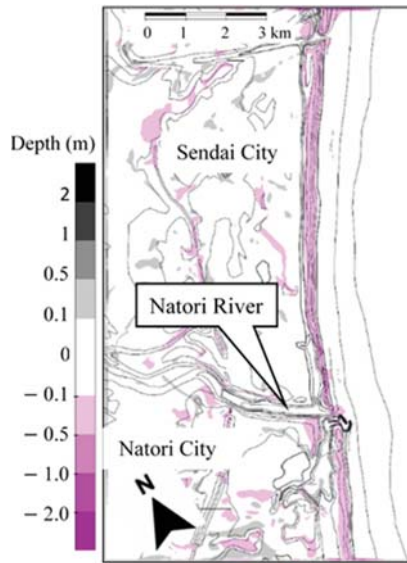 0 1 2 3 km
Depth (m)
Sendai City
2
1
0.5
0.1
Natori River
0
− 0.1
− 0.5
Natori City
− 1.0
N
− 2.0